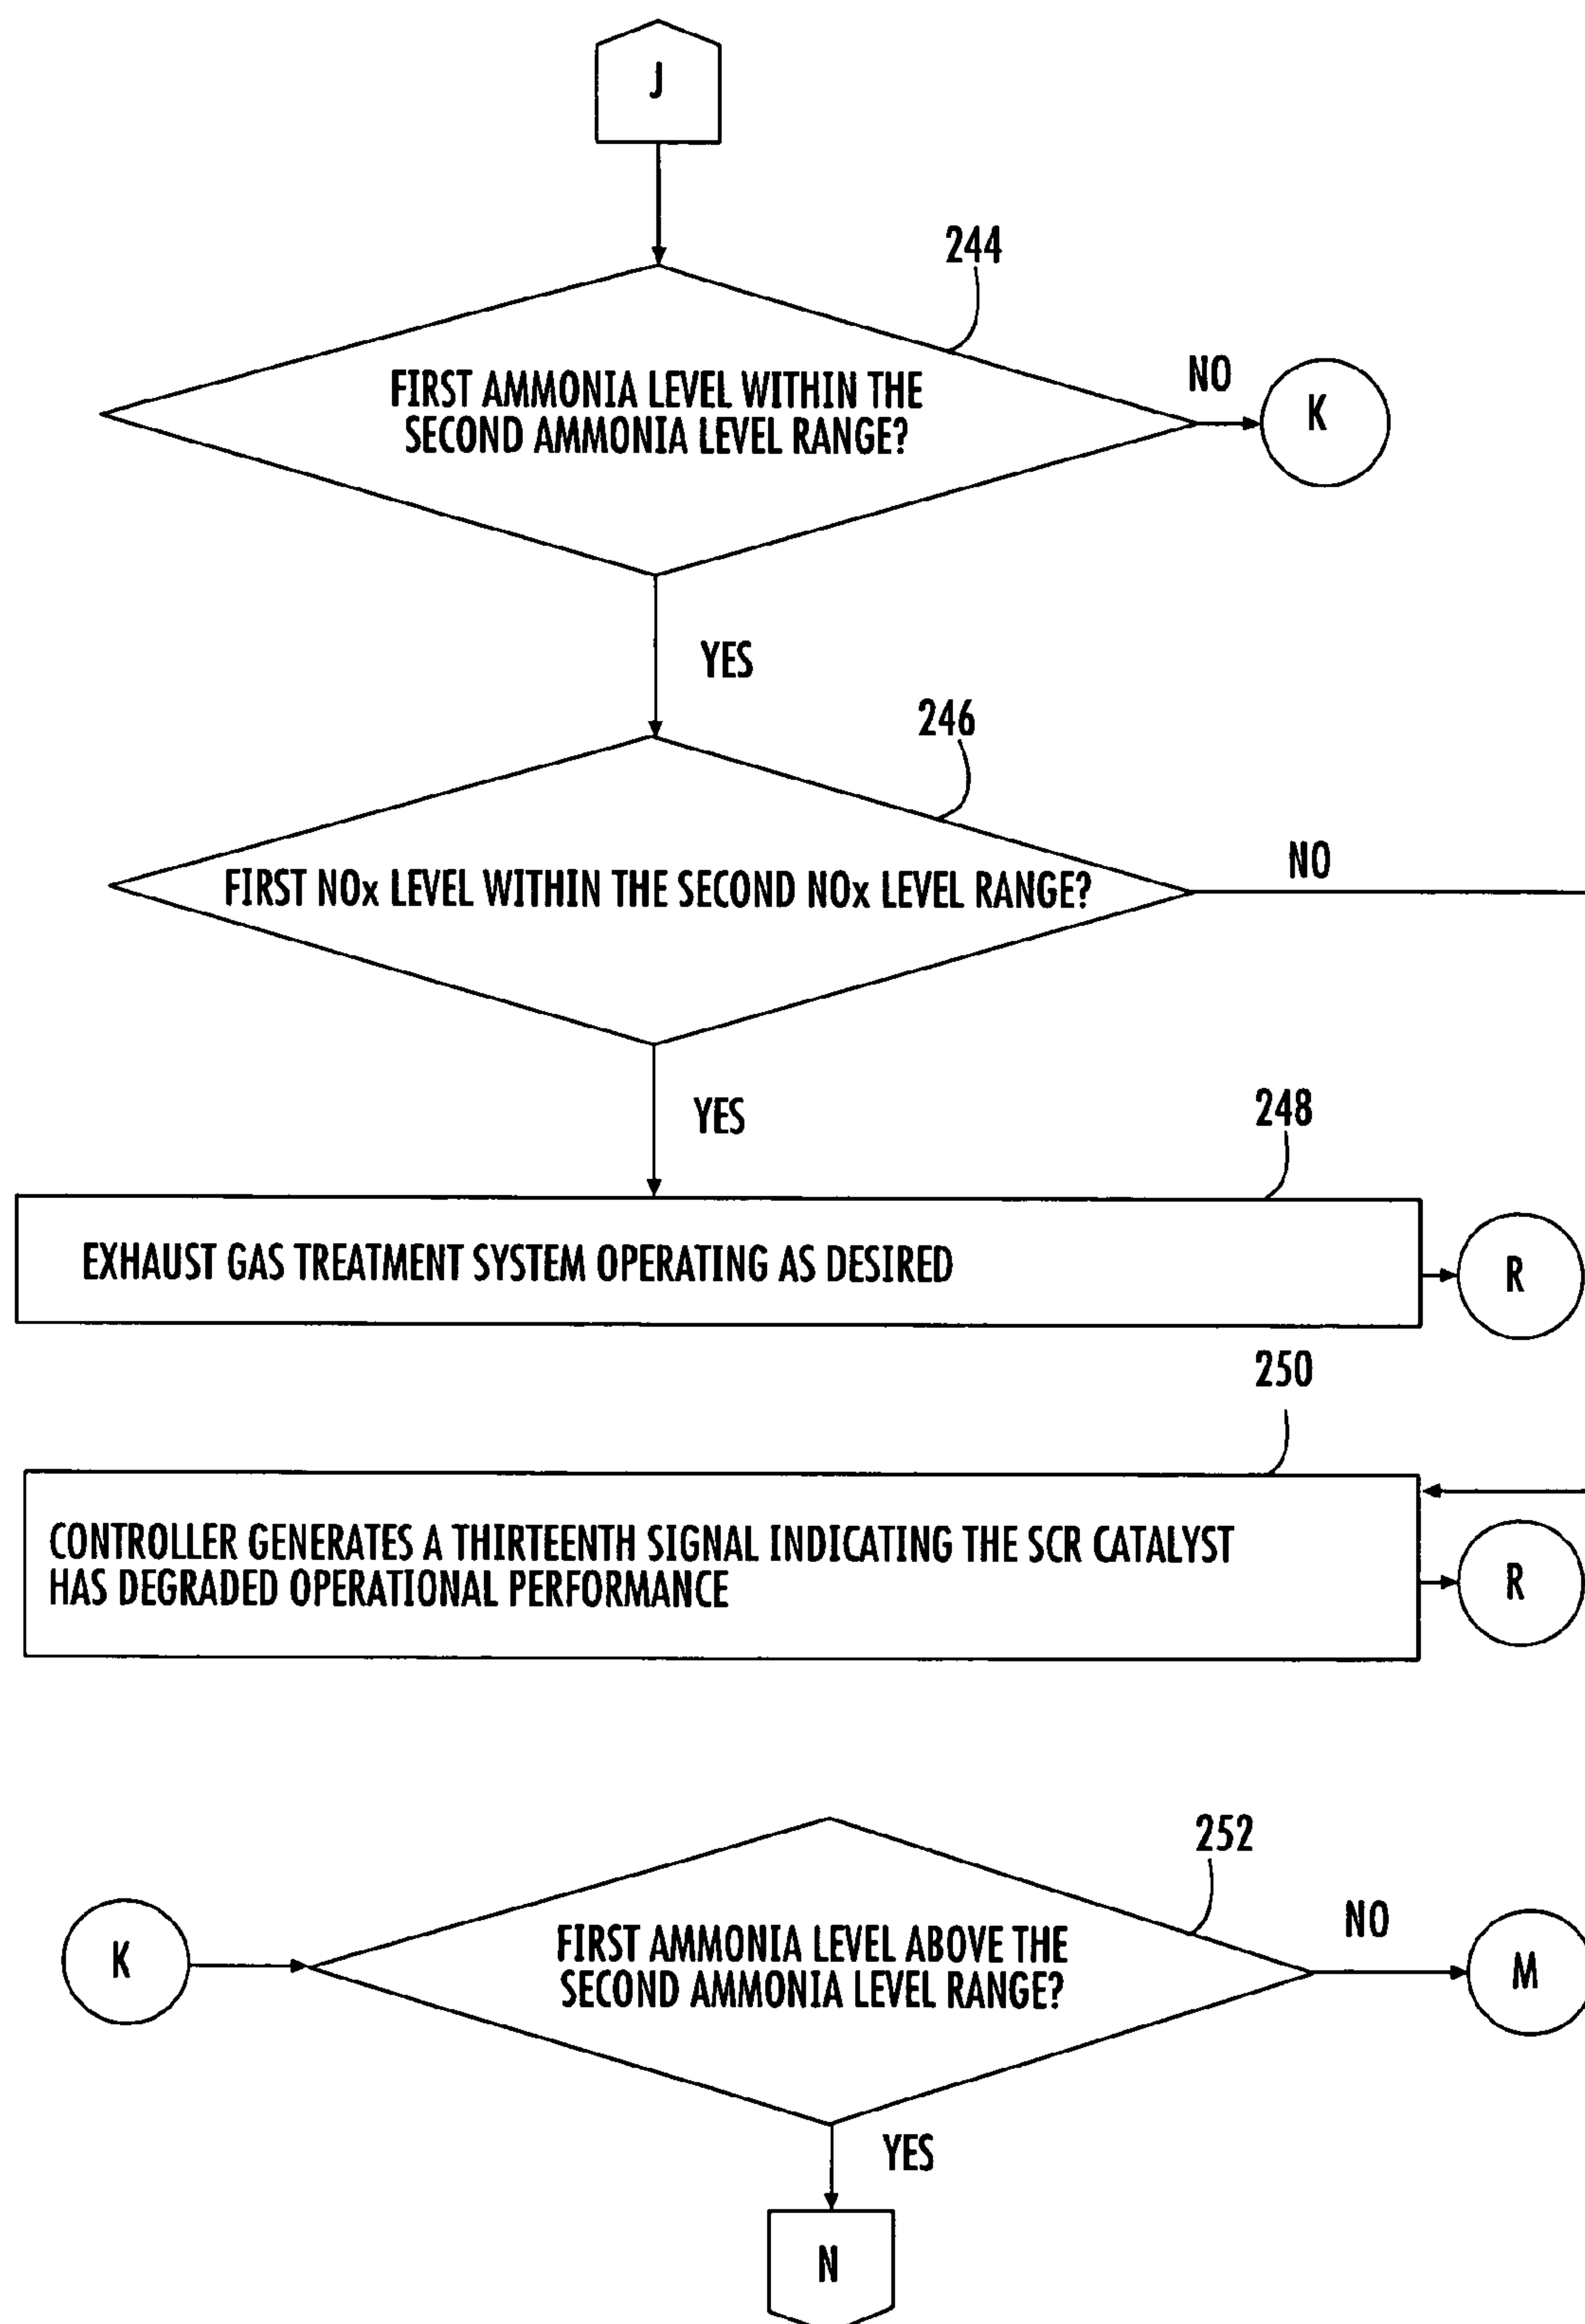 J
244
FIRST AMMONIA LEVEL WITHIN THE
SECOND AMMONIA LEVEL RANGE?
NO
K
YES
246
FIRST NOx LEVEL WITHIN THE SECOND NOx LEVEL RANGE?
NO
YES
248
EXHAUST GAS TREATMENT SYSTEM OPERATING AS DESIRED
R
250
CONTROLLER GENERATES A THIRTEENTH SIGNAL INDICATING THE SCR CATALYST
HAS DEGRADED OPERATIONAL PERFORMANCE
R
252
K
FIRST AMMONIA LEVEL ABOVE THE
SECOND AMMONIA LEVEL RANGE?
NO
M
YES
N